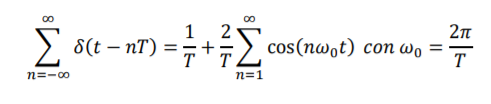 ∑_{n=-∞}^{∞} δ(t − nT) = 1/T + 2/T ∑_{n=1}^{∞} cos(nω₀t) con ω₀ = 2π/T